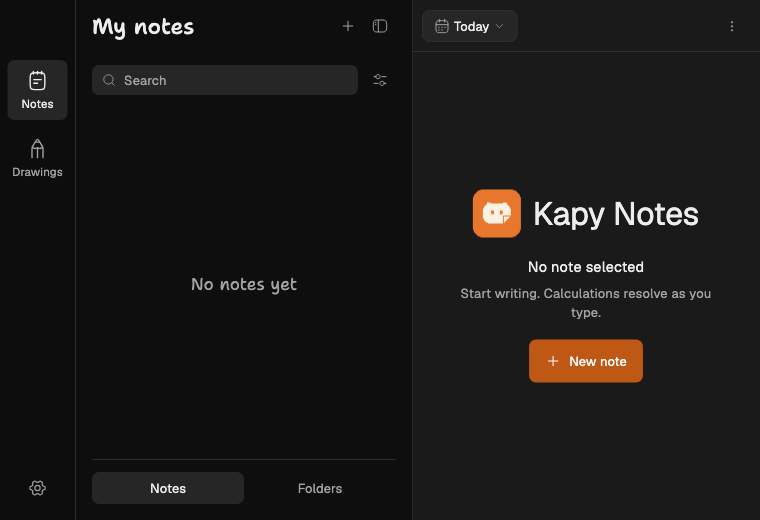 My notes
Today
Search
Notes
Drawings
Kapy Notes
No note selected
No notes yet
Start writing. Calculations resolve as you
type.
New note
Notes
Folders